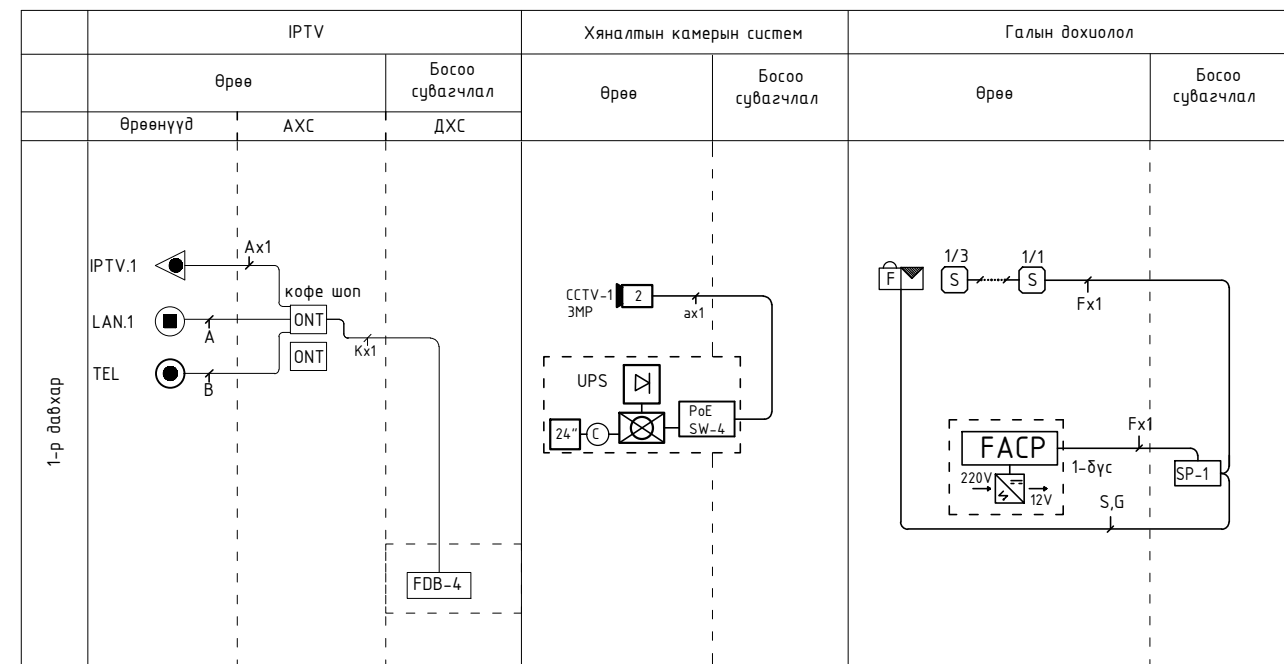 IPTV
Хяналтын камерын систем
Галын дохиолол
Өрөө
Босоо
сувагчлал
Өрөө
Босоо
сувагчлал
Өрөө
Босоо
сувагчлал
Өрөөнүүд
АХС
ДХС
1-р давхар
IPTV.1
Ax1
LAN.1
A
TEL
B
кофе шоп
ONT
ONT
Kx1
FDB-4
CCTV-1
3MP
2
ax1
UPS
24"
C
PoE
SW-4
F
1/3
S
1/1
S
Fx1
FACP
1-бүс
220V
12V
Fx1
SP-1
S,G